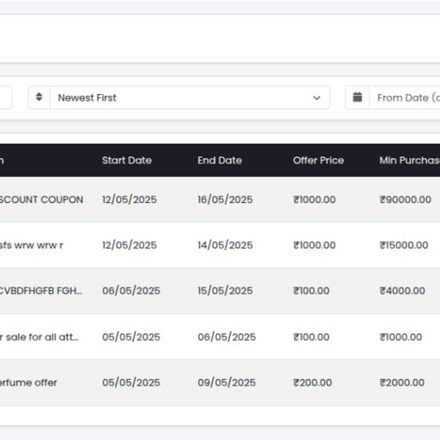 Newest First
From Date (
Start Date End Date Offer Price Min Purchas
SCOUNT COUPON 12/05/2025 16/05/2025 ₹1000.00 ₹90000.00
sfs wrw wrw r 12/05/2025 14/05/2025 ₹1000.00 ₹15000.00
CVBDFHGFB FGH... 06/05/2025 15/05/2025 ₹100.00 ₹4000.00
r sale for all att... 05/05/2025 06/05/2025 ₹100.00 ₹1000.00
erfume offer 05/05/2025 09/05/2025 ₹200.00 ₹2000.00